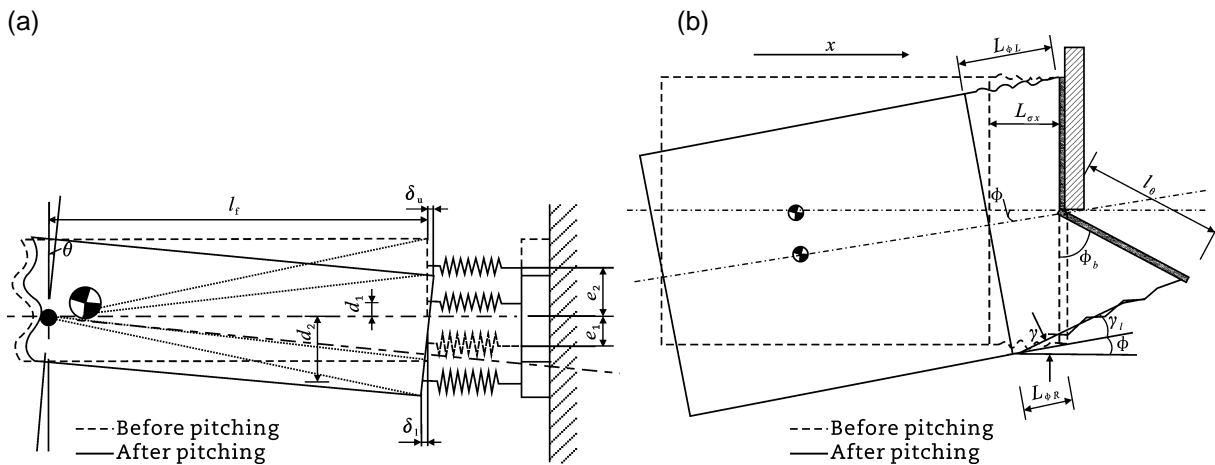 (a)
(b)
x
L_ϕL
L_σx
l_θ
ϕ
ϕ_b
δ_u
l_f
θ
d_1
d_2
e_2
e_1
γ
γ_l
ϕ
L_ϕR
δ_l
Before pitching
After pitching
Before pitching
After pitching